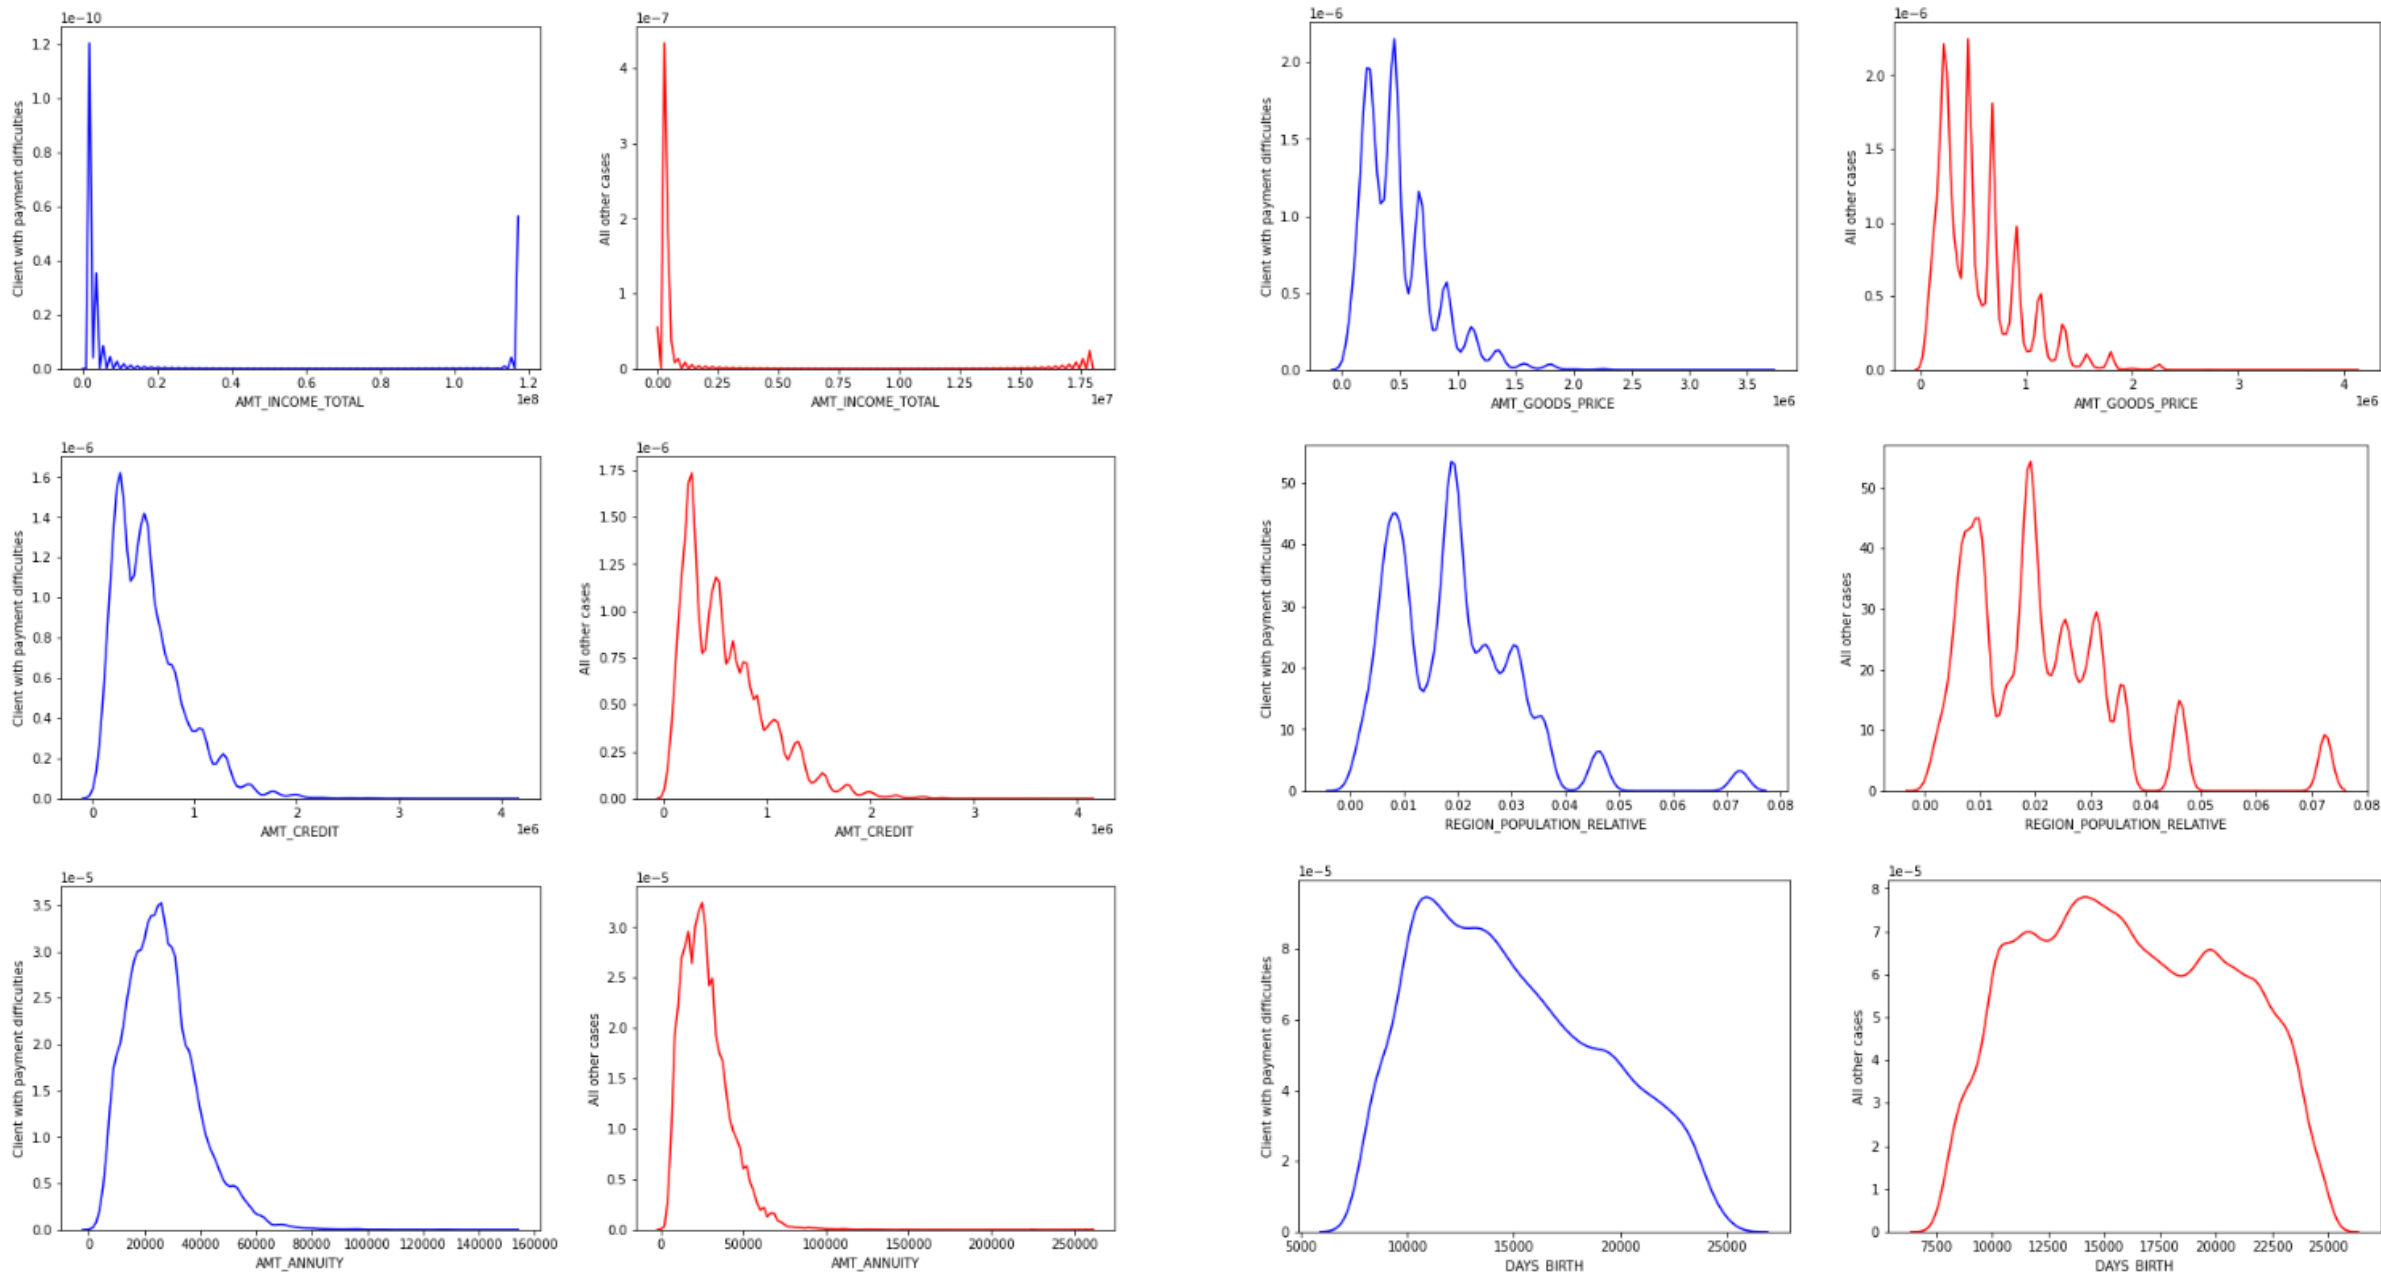 1e−10
1.2
1.0
0.8
0.6
0.4
0.2
0.0
Client with payment difficulties
0.0 0.2 0.4 0.6 0.8 1.0 1.2
1e8
AMT_INCOME_TOTAL
1e−7
4
3
2
1
0
All other cases
0.00 0.25 0.50 0.75 1.00 1.25 1.50 1.75
1e7
AMT_INCOME_TOTAL
1e−6
2.0
1.5
1.0
0.5
0.0
Client with payment difficulties
0.0 0.5 1.0 1.5 2.0 2.5 3.0 3.5
1e6
AMT_GOODS_PRICE
1e−6
2.0
1.5
1.0
0.5
0.0
All other cases
0 1 2 3 4
1e6
AMT_GOODS_PRICE
1e−6
1.6
1.4
1.2
1.0
0.8
0.6
0.4
0.2
0.0
Client with payment difficulties
0 1 2 3 4
1e6
AMT_CREDIT
1e−6
1.75
1.50
1.25
1.00
0.75
0.50
0.25
0.00
All other cases
0 1 2 3 4
1e6
AMT_CREDIT
50
40
30
20
10
0
Client with payment difficulties
0.00 0.01 0.02 0.03 0.04 0.05 0.06 0.07 0.08
REGION_POPULATION_RELATIVE
50
40
30
20
10
0
All other cases
0.00 0.01 0.02 0.03 0.04 0.05 0.06 0.07 0.08
REGION_POPULATION_RELATIVE
1e−5
3.5
3.0
2.5
2.0
1.5
1.0
0.5
0.0
Client with payment difficulties
0 20000 40000 60000 80000 100000 120000 140000 160000
AMT_ANNUITY
1e−5
3.0
2.5
2.0
1.5
1.0
0.5
0.0
All other cases
0 50000 100000 150000 200000 250000
AMT_ANNUITY
1e−5
8
6
4
2
0
Client with payment difficulties
5000 10000 15000 20000 25000
DAYS_BIRTH
1e−5
8
7
6
5
4
3
2
1
0
All other cases
7500 10000 12500 15000 17500 20000 22500 25000
DAYS_BIRTH